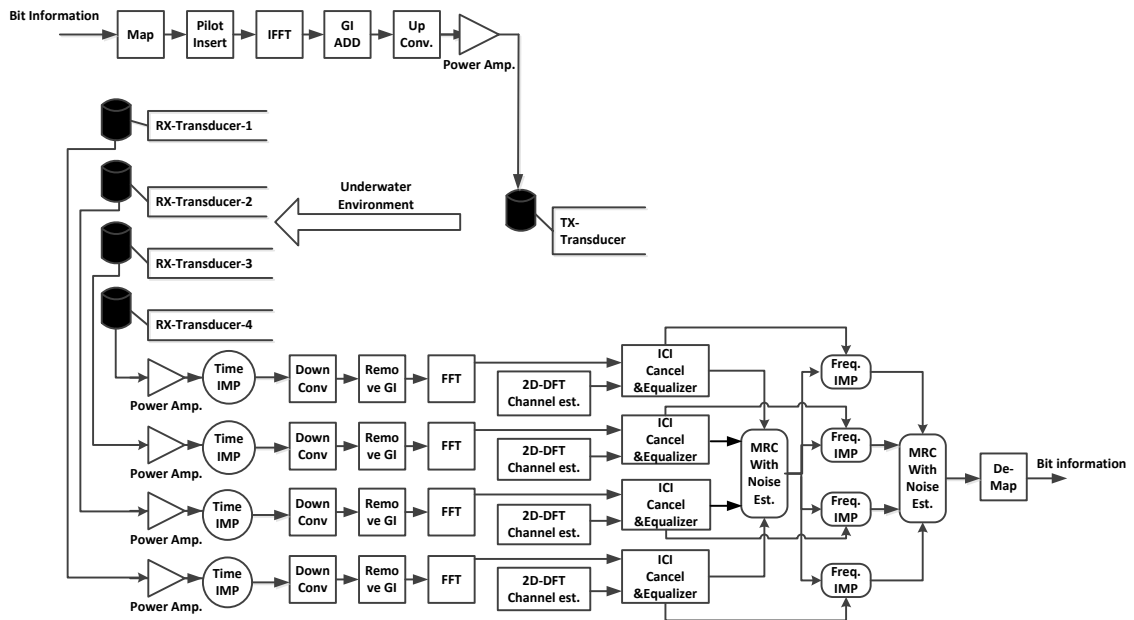 Bit Information
Map
Pilot
Insert
IFFT
GI
ADD
Up
Conv.
Power Amp.
RX-Transducer-1
RX-Transducer-2
RX-Transducer-3
RX-Transducer-4
Underwater
Environment
TX-
Transducer
Power Amp.
Time
IMP
Down
Conv
Remo
ve GI
FFT
2D-DFT
Channel est.
ICI
Cancel
&Equalizer
Freq.
IMP
Power Amp.
Time
IMP
Down
Conv
Remo
ve GI
FFT
2D-DFT
Channel est.
ICI
Cancel
&Equalizer
Freq.
IMP
MRC
With
Noise
Est.
MRC
With
Noise
Est.
De-
Map
Bit information
Power Amp.
Time
IMP
Down
Conv
Remo
ve GI
FFT
2D-DFT
Channel est.
ICI
Cancel
&Equalizer
Freq.
IMP
Power Amp.
Time
IMP
Down
Conv
Remo
ve GI
FFT
2D-DFT
Channel est.
ICI
Cancel
&Equalizer
Freq.
IMP